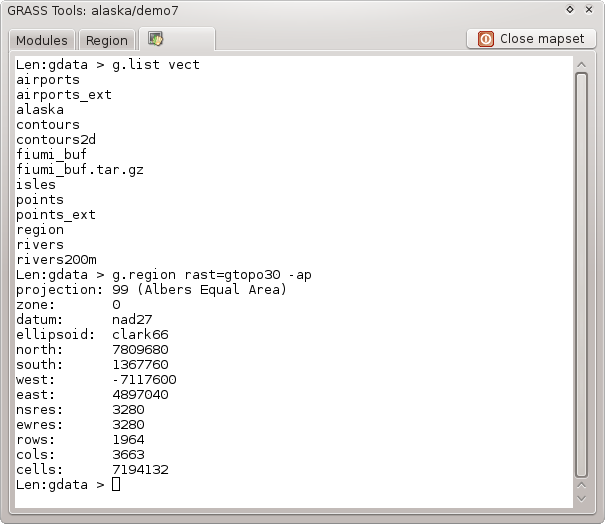 GRASS Tools: alaska/demo7
Modules Region Close mapset
Len:gdata > g.list vect
airports
airports_ext
alaska
contours
contours2d
fiumi_buf
fiumi_buf.tar.gz
isles
points
points_ext
region
rivers
rivers200m
Len:gdata > g.region rast=gtopo30 -ap
projection: 99 (Albers Equal Area)
zone: 0
datum: nad27
ellipsoid: clark66
north: 7809680
south: 1367760
west: -7117600
east: 4897040
nsres: 3280
ewres: 3280
rows: 1964
cols: 3663
cells: 7194132
Len:gdata >